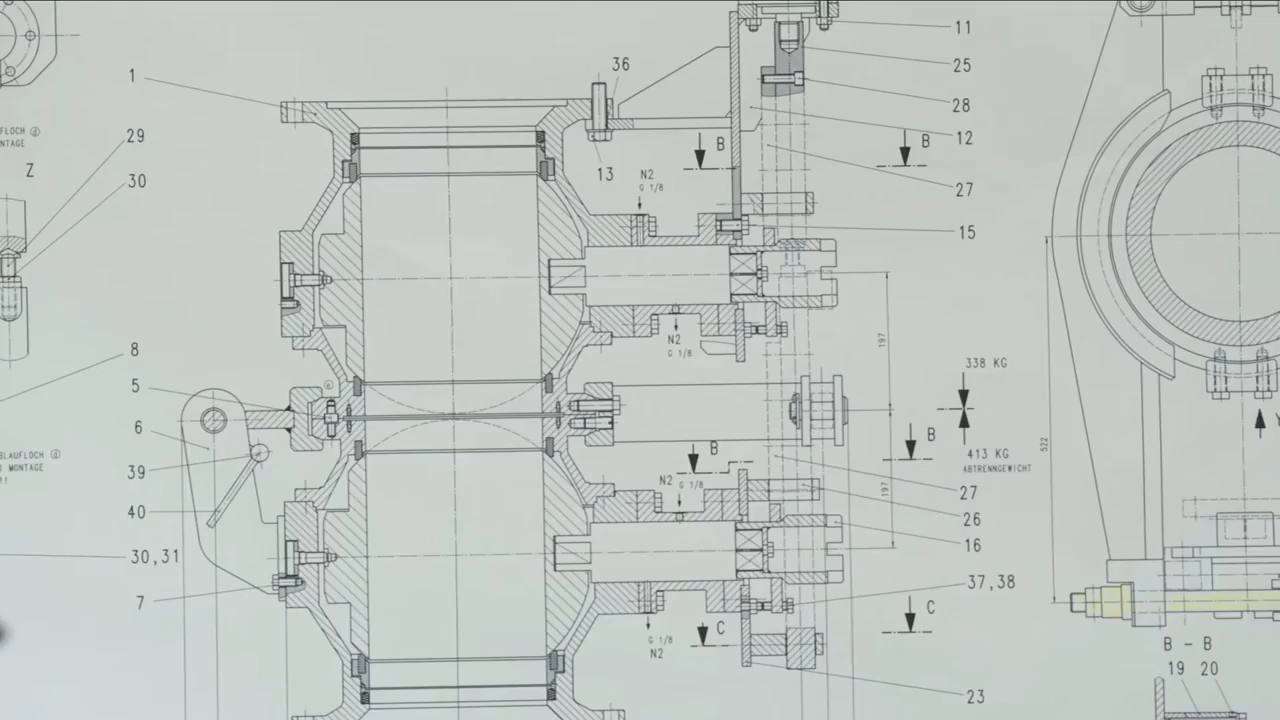 11
36
25
1
28
FLOCH ⓓ
NTAGE
29
B
B
12
Z
13
N2
G 1/8
30
27
15
8
N2
G 1/8
197
338 KG
5
ⓓ
6
B
B
413 KG
ABTRENNGEWICHT
522
Y
BLAUFLOCH ⓓ
MONTAGE
!!
39
N2
G 1/8
197
27
40
26
16
30,31
37,38
7
C
C
G 1/8
N2
B - B
19
20
23